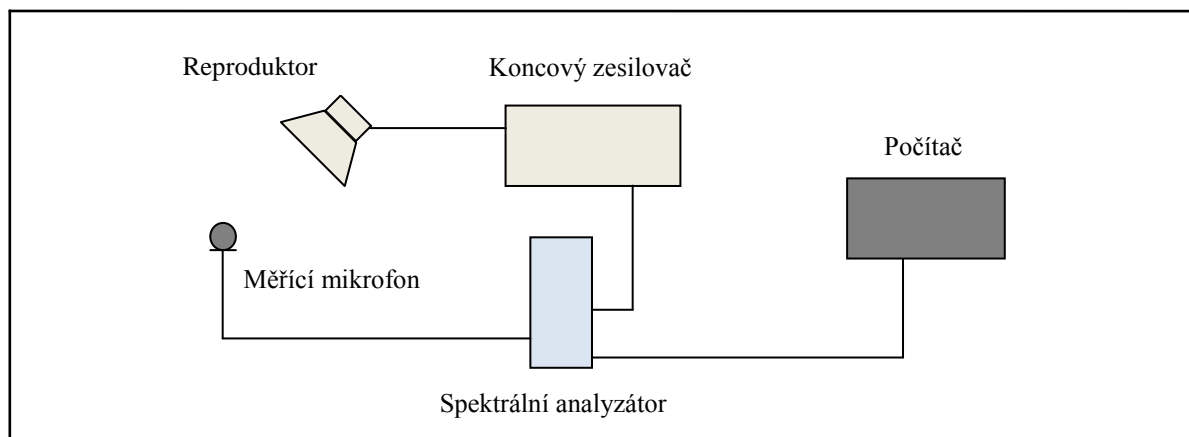 Reproduktor
Koncový zesilovač
Počítač
Měřící mikrofon
Spektrální analyzátor